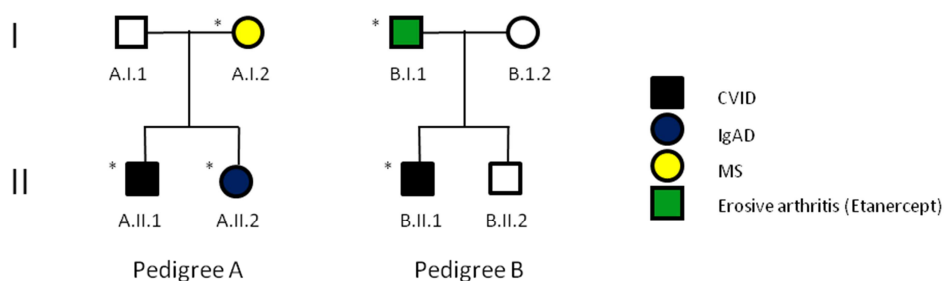 I
* *
A.I.1 A.I.2 B.I.1 B.1.2
CVID
IgAD
MS
Erosive arthritis (Etanercept)
II
* * *
A.II.1 A.II.2 B.II.1 B.II.2
Pedigree A Pedigree B